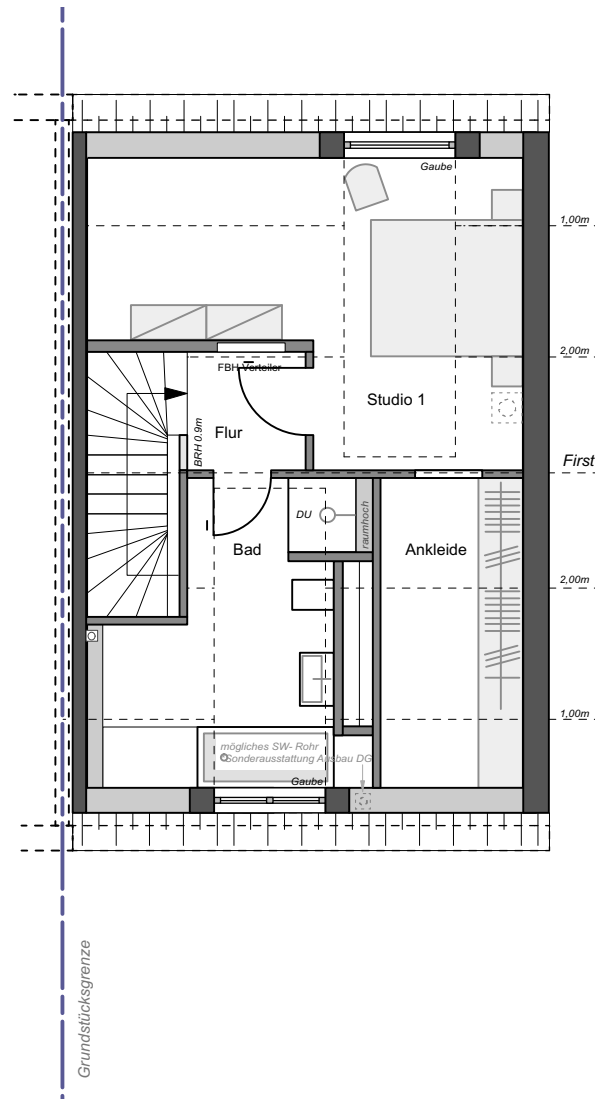 Gaube
1,00m
2,00m
FBH Verteiler
Studio 1
BRH 0.9m
Flur
First
DU
raumhoch
Bad
Ankleide
2,00m
1,00m
mögliches SW- Rohr
Sonderausstattung Ausbau DG
Gaube
Grundstücksgrenze